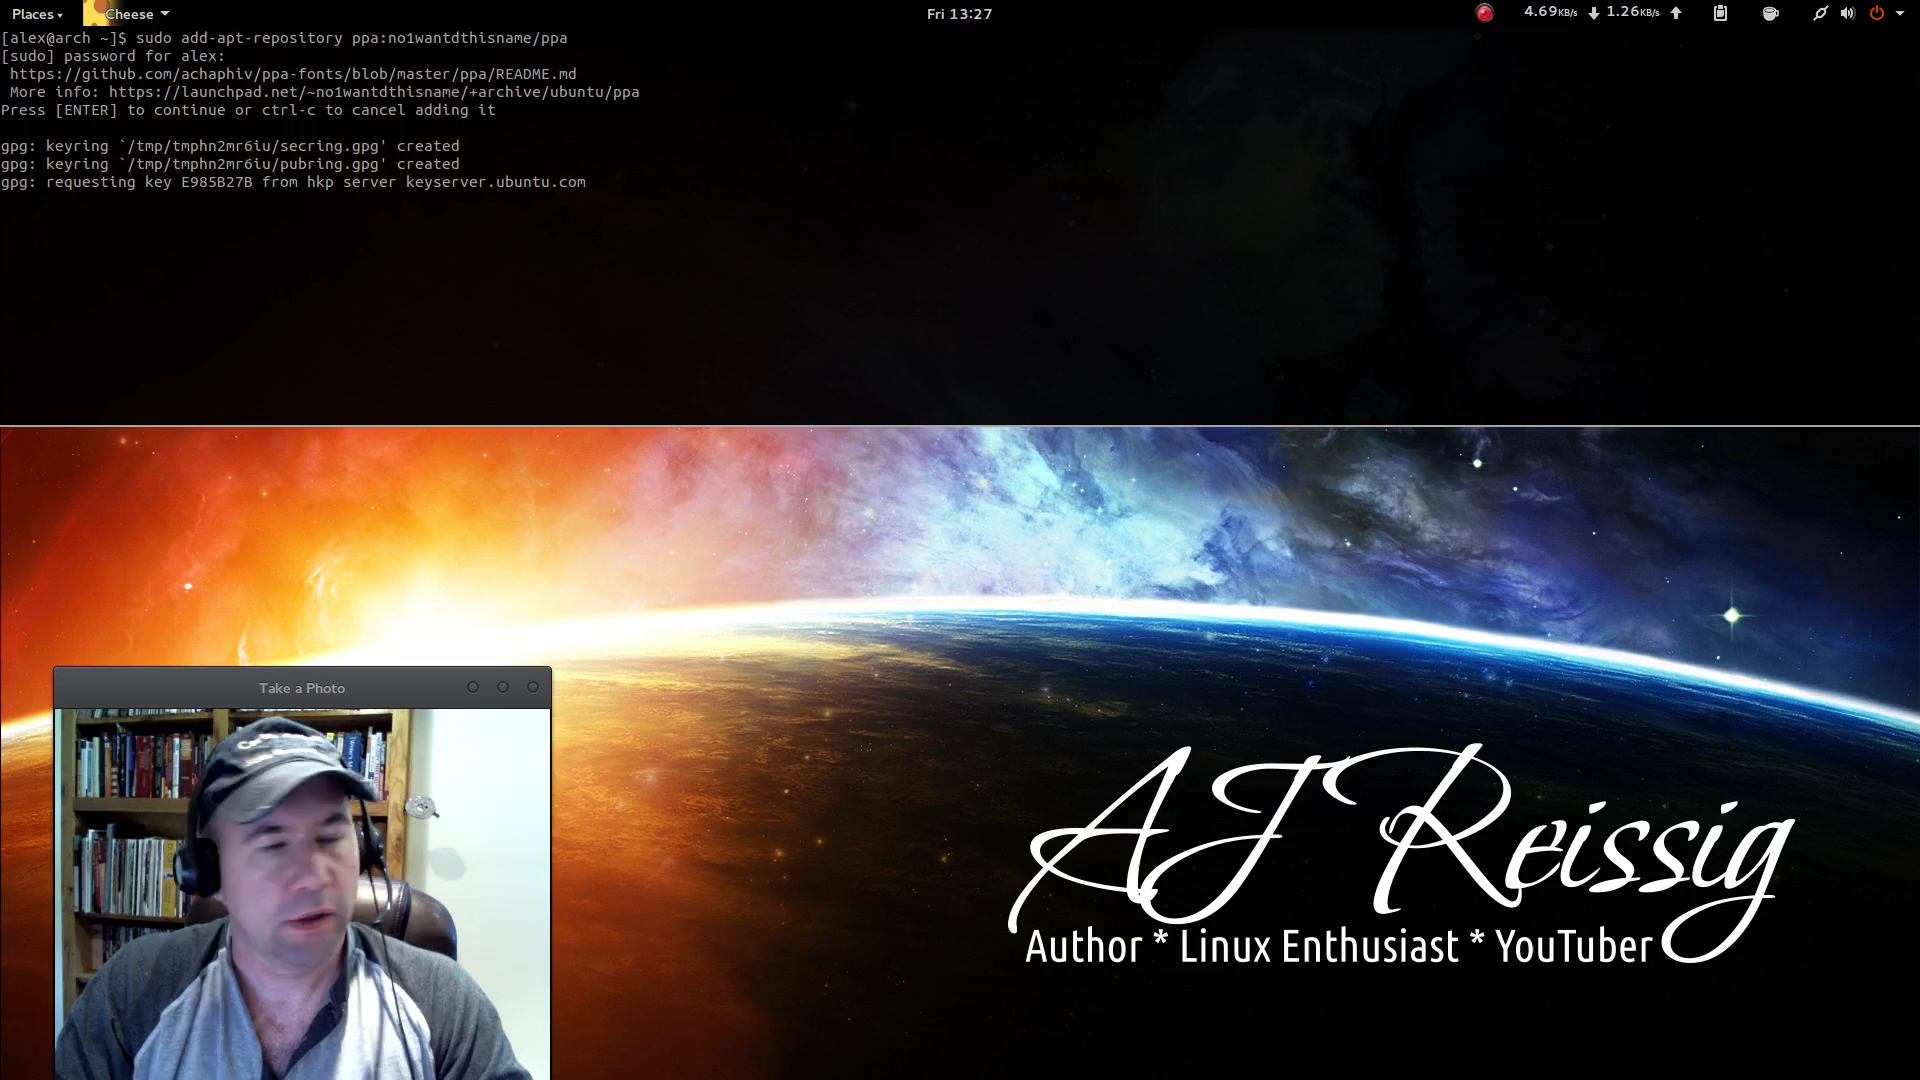 Places Cheese Fri 13:27 4.69KB/s 1.26KB/s
[alex@arch ~]$ sudo add-apt-repository ppa:no1wantdthisname/ppa
[sudo] password for alex:
https://github.com/achaphiv/ppa-fonts/blob/master/ppa/README.md
More info: https://launchpad.net/~no1wantdthisname/+archive/ubuntu/ppa
Press [ENTER] to continue or ctrl-c to cancel adding it
gpg: keyring `/tmp/tmphn2mr6iu/secring.gpg' created
gpg: keyring `/tmp/tmphn2mr6iu/pubring.gpg' created
gpg: requesting key E985B27B from hkp server keyserver.ubuntu.com
Take a Photo
AJ Reissig
Author * Linux Enthusiast * YouTuber